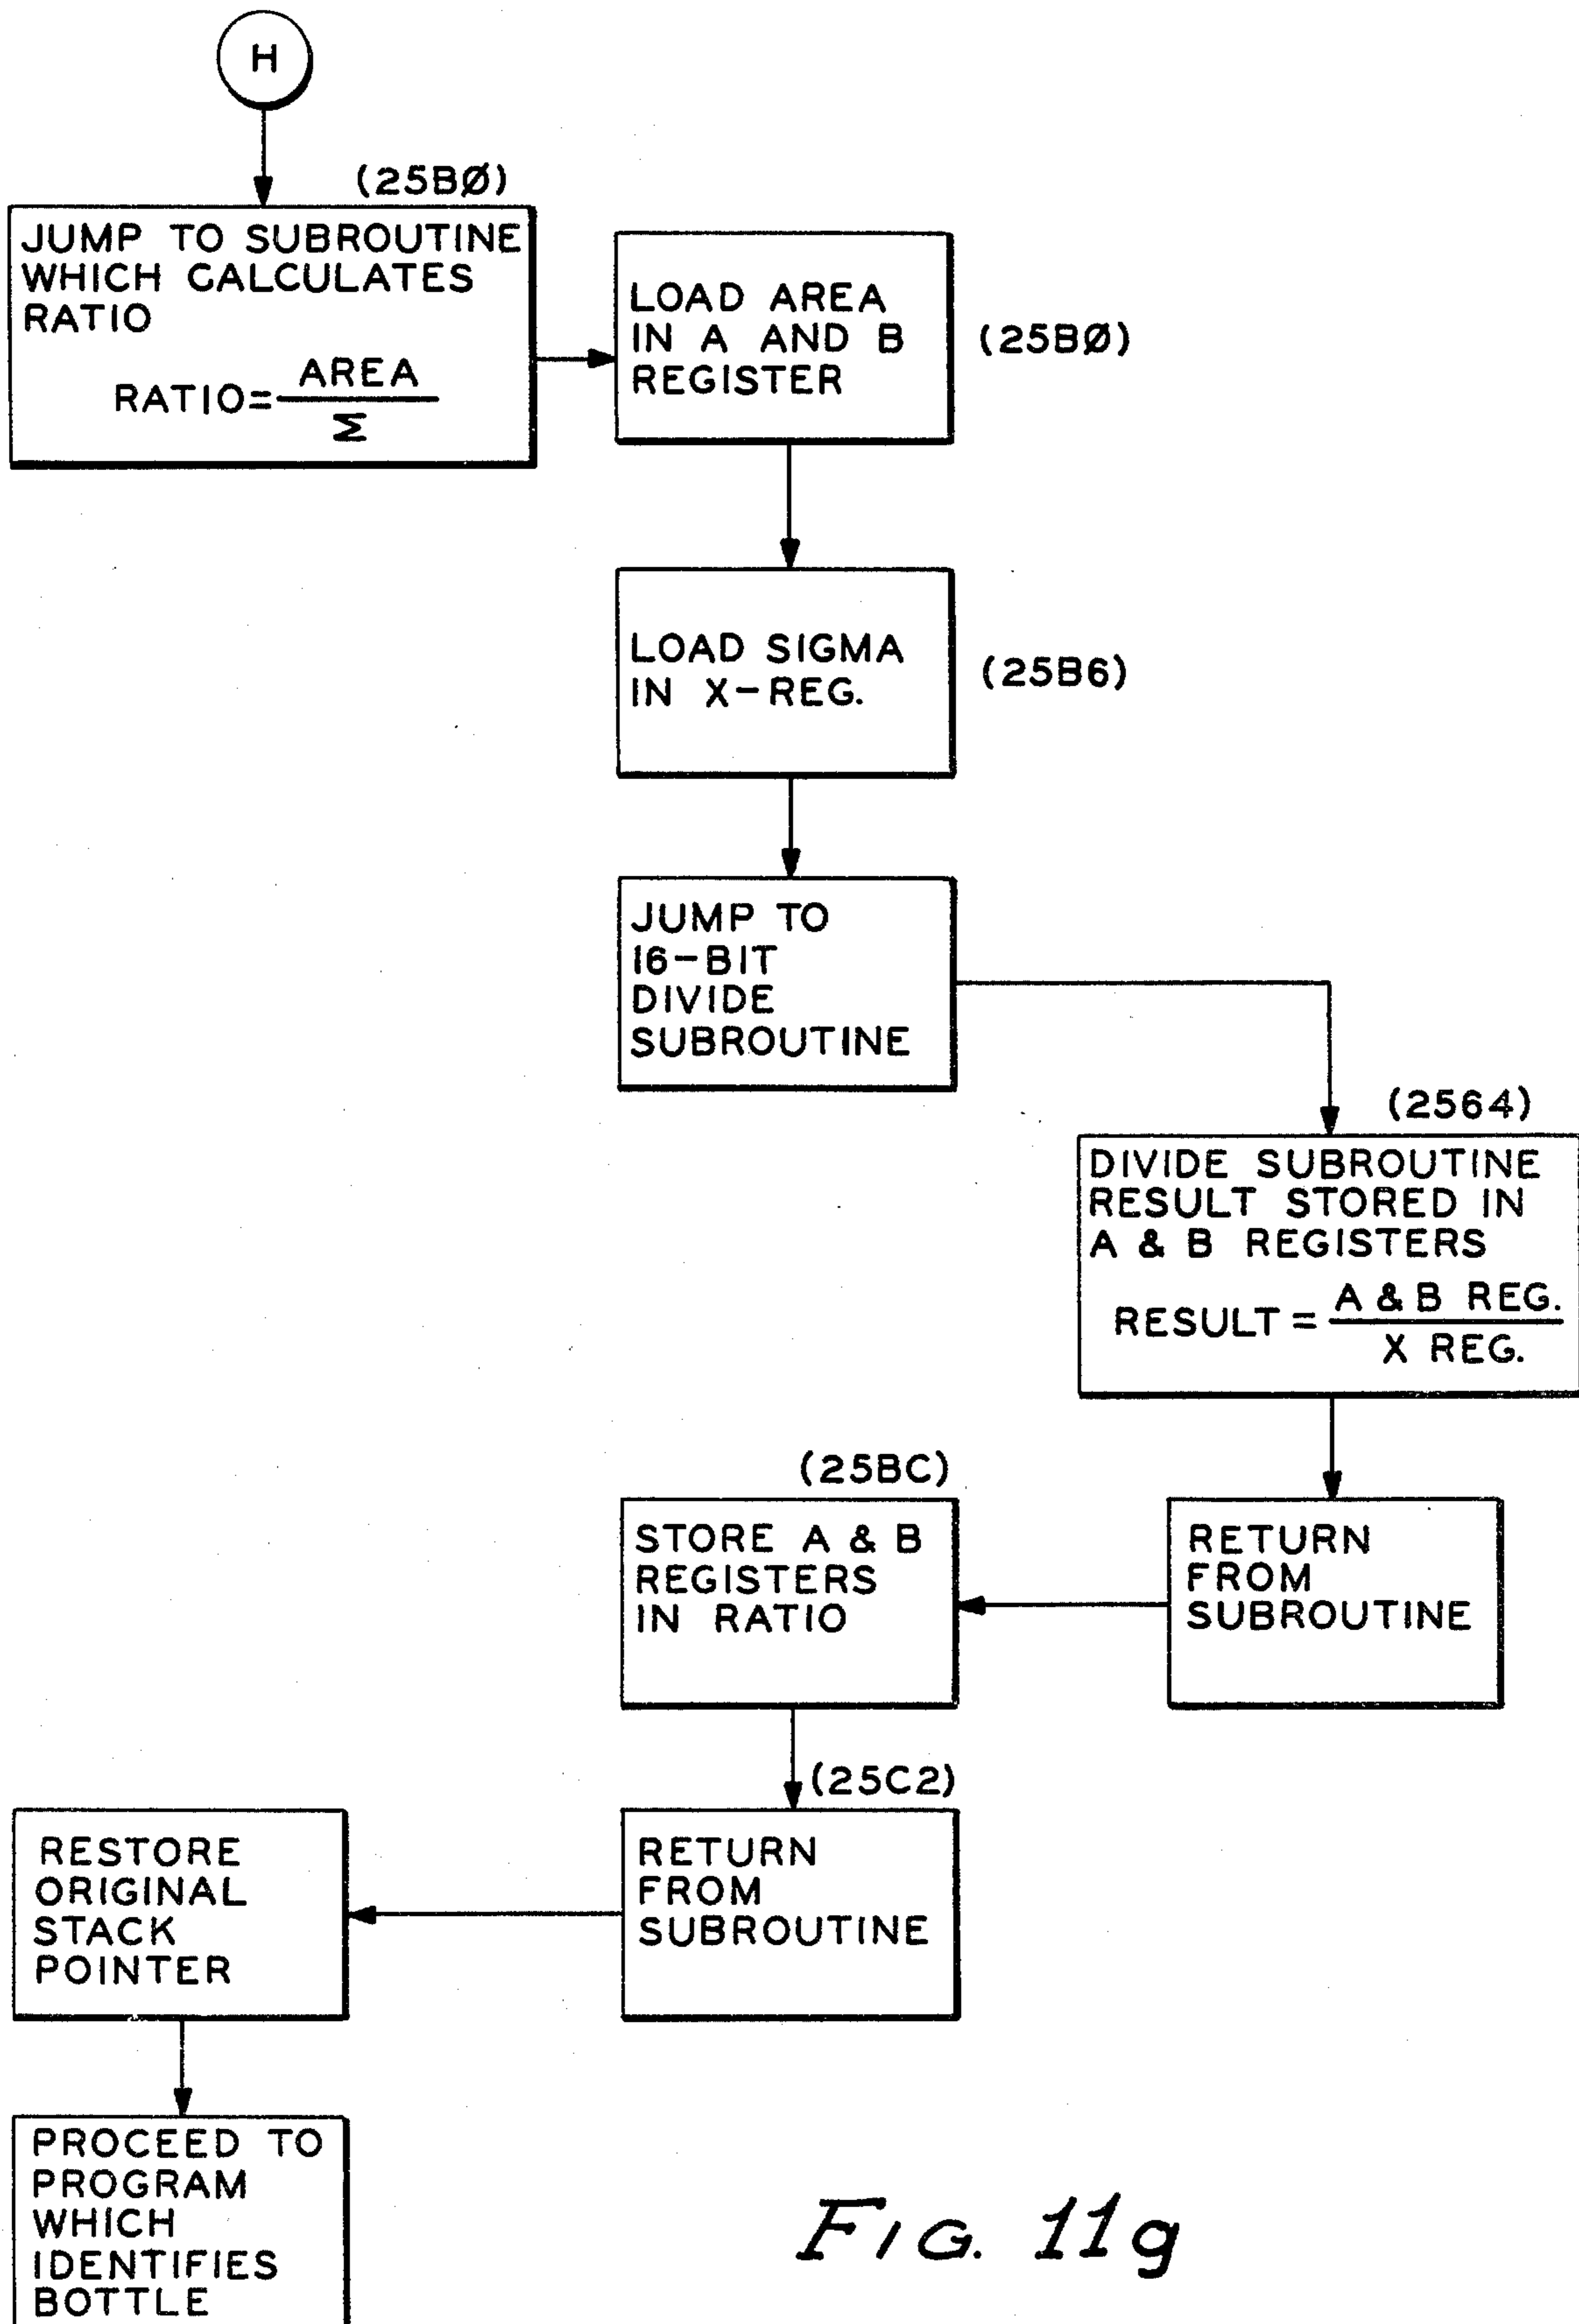 H
(25BØ)
JUMP TO SUBROUTINE
WHICH CALCULATES
RATIO
RATIO= AREA
Σ
LOAD AREA
IN A AND B
REGISTER
(25BØ)
LOAD SIGMA
IN X-REG.
(25B6)
JUMP TO
16-BIT
DIVIDE
SUBROUTINE
(2564)
DIVIDE SUBROUTINE
RESULT STORED IN
A & B REGISTERS
RESULT = A & B REG.
X REG.
(25BC)
STORE A & B
REGISTERS
IN RATIO
RETURN
FROM
SUBROUTINE
(25C2)
RETURN
FROM
SUBROUTINE
RESTORE
ORIGINAL
STACK
POINTER
PROCEED TO
PROGRAM
WHICH
IDENTIFIES
BOTTLE
FIG. 11g